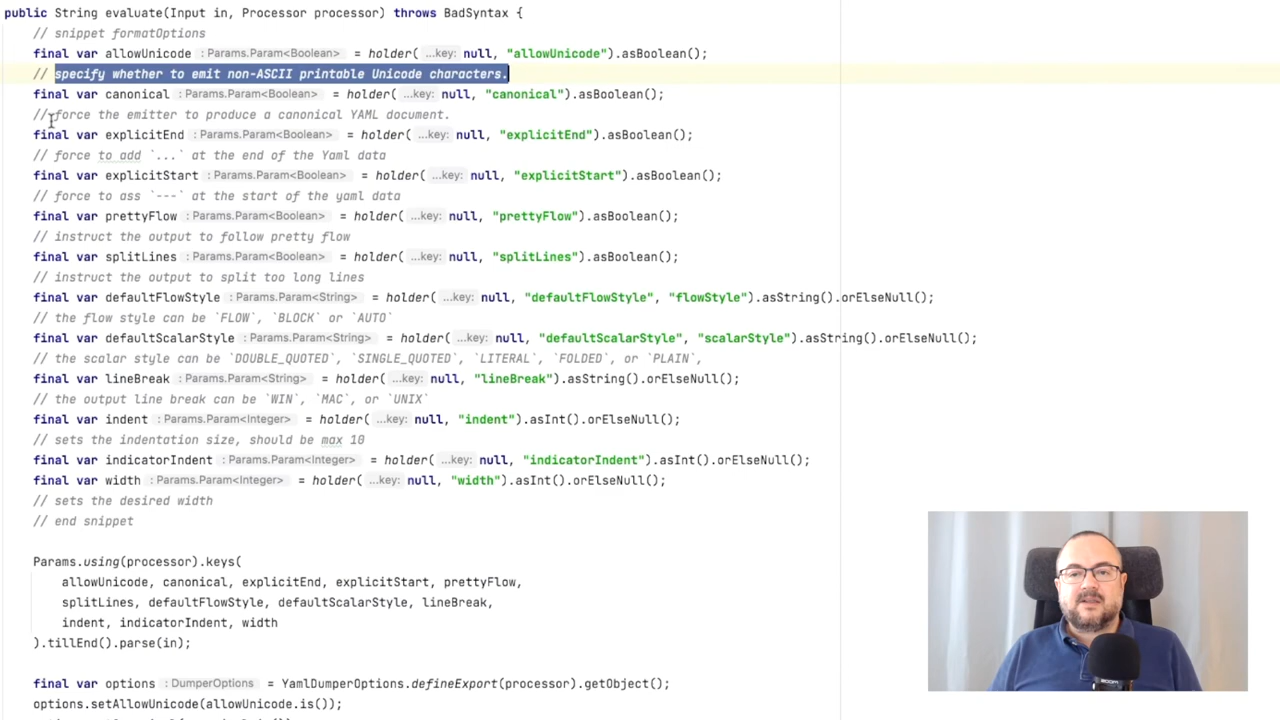 public String evaluate(Input in, Processor processor) throws BadSyntax {
// snippet formatOptions
final var allowUnicode : Params.Param<Boolean> = holder( ...key: null, "allowUnicode").asBoolean();
// specify whether to emit non-ASCII printable Unicode characters.
final var canonical : Params.Param<Boolean> = holder( ...key: null, "canonical").asBoolean();
// force the emitter to produce a canonical YAML document.
final var explicitEnd : Params.Param<Boolean> = holder( ...key: null, "explicitEnd").asBoolean();
// force to add `...` at the end of the Yaml data
final var explicitStart : Params.Param<Boolean> = holder( ...key: null, "explicitStart").asBoolean();
// force to ass `---` at the start of the yaml data
final var prettyFlow : Params.Param<Boolean> = holder( ...key: null, "prettyFlow").asBoolean();
// instruct the output to follow pretty flow
final var splitLines : Params.Param<Boolean> = holder( ...key: null, "splitLines").asBoolean();
// instruct the output to split too long lines
final var defaultFlowStyle : Params.Param<String> = holder( ...key: null, "defaultFlowStyle", "flowStyle").asString().orElseNull();
// the flow style can be `FLOW`, `BLOCK` or `AUTO`
final var defaultScalarStyle : Params.Param<String> = holder( ...key: null, "defaultScalarStyle", "scalarStyle").asString().orElseNull();
// the scalar style can be `DOUBLE_QUOTED`, `SINGLE_QUOTED`, `LITERAL`, `FOLDED`, or `PLAIN`,
final var lineBreak : Params.Param<String> = holder( ...key: null, "lineBreak").asString().orElseNull();
// the output line break can be `WIN`, `MAC`, or `UNIX`
final var indent : Params.Param<Integer> = holder( ...key: null, "indent").asInt().orElseNull();
// sets the indentation size, should be max 10
final var indicatorIndent : Params.Param<Integer> = holder( ...key: null, "indicatorIndent").asInt().orElseNull();
final var width : Params.Param<Integer> = holder( ...key: null, "width").asInt().orElseNull();
// sets the desired width
// end snippet
Params.using(processor).keys(
allowUnicode, canonical, explicitEnd, explicitStart, prettyFlow,
splitLines, defaultFlowStyle, defaultScalarStyle, lineBreak,
indent, indicatorIndent, width
).tillEnd().parse(in);
final var options : DumperOptions = YamlDumperOptions.defineExport(processor).getObject();
options.setAllowUnicode(allowUnicode.is());